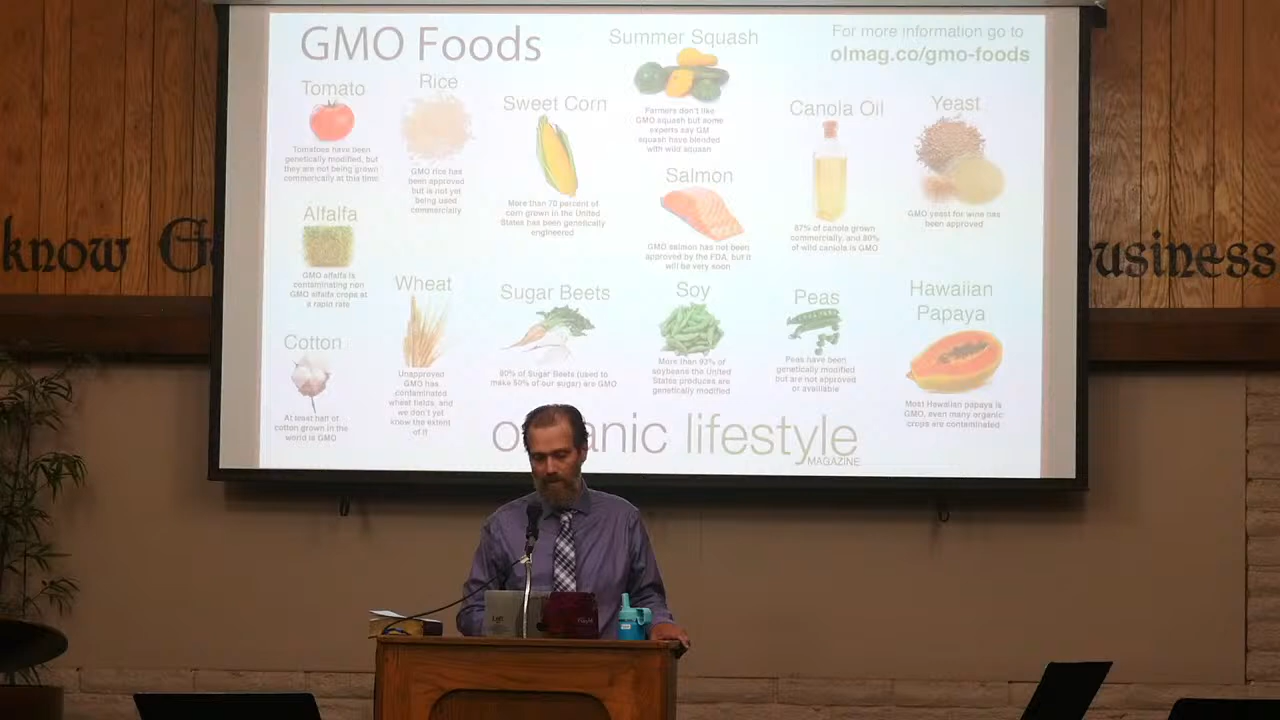 GMO Foods
Summer Squash
For more information go to
olmag.co/gmo-foods
Tomato
Tomatoes have been
genetically modified, but
they are not being grown
commerically at this time
Rice
GMO rice has
been approved
but is not yet
being used
commercially
Sweet Corn
More than 70 percent of
corn grown in the United
States has been genetically
engineered
Farmers don't like
GMO squash but some
experts say GM
squash have blended
with wild squash
Salmon
GMO salmon has not been
approved by the FDA, but it
will be very soon
Canola Oil
87% of canola grown
commercially, and 80%
of wild canola is GMO
Yeast
GMO yeast for wine has
been approved
Alfalfa
GMO alfalfa is
contaminating non
GMO alfalfa crops at
a rapid rate
Wheat
Unapproved
GMO has
contaminated
wheat fields, and
we don't yet
know the extent
of it
Sugar Beets
90% of Sugar Beets (used to
make 50% of our sugar) are GMO
Soy
More than 93% of
soybeans the United
States produces are
genetically modified
Peas
Peas have been
genetically modified
but are not approved
or available
Hawaiian
Papaya
Most Hawaiian papaya is
GMO, even many organic
crops are contaminated
Cotton
At least half of
cotton grown in the
world is GMO
lifestyle
MAGAZINE
know